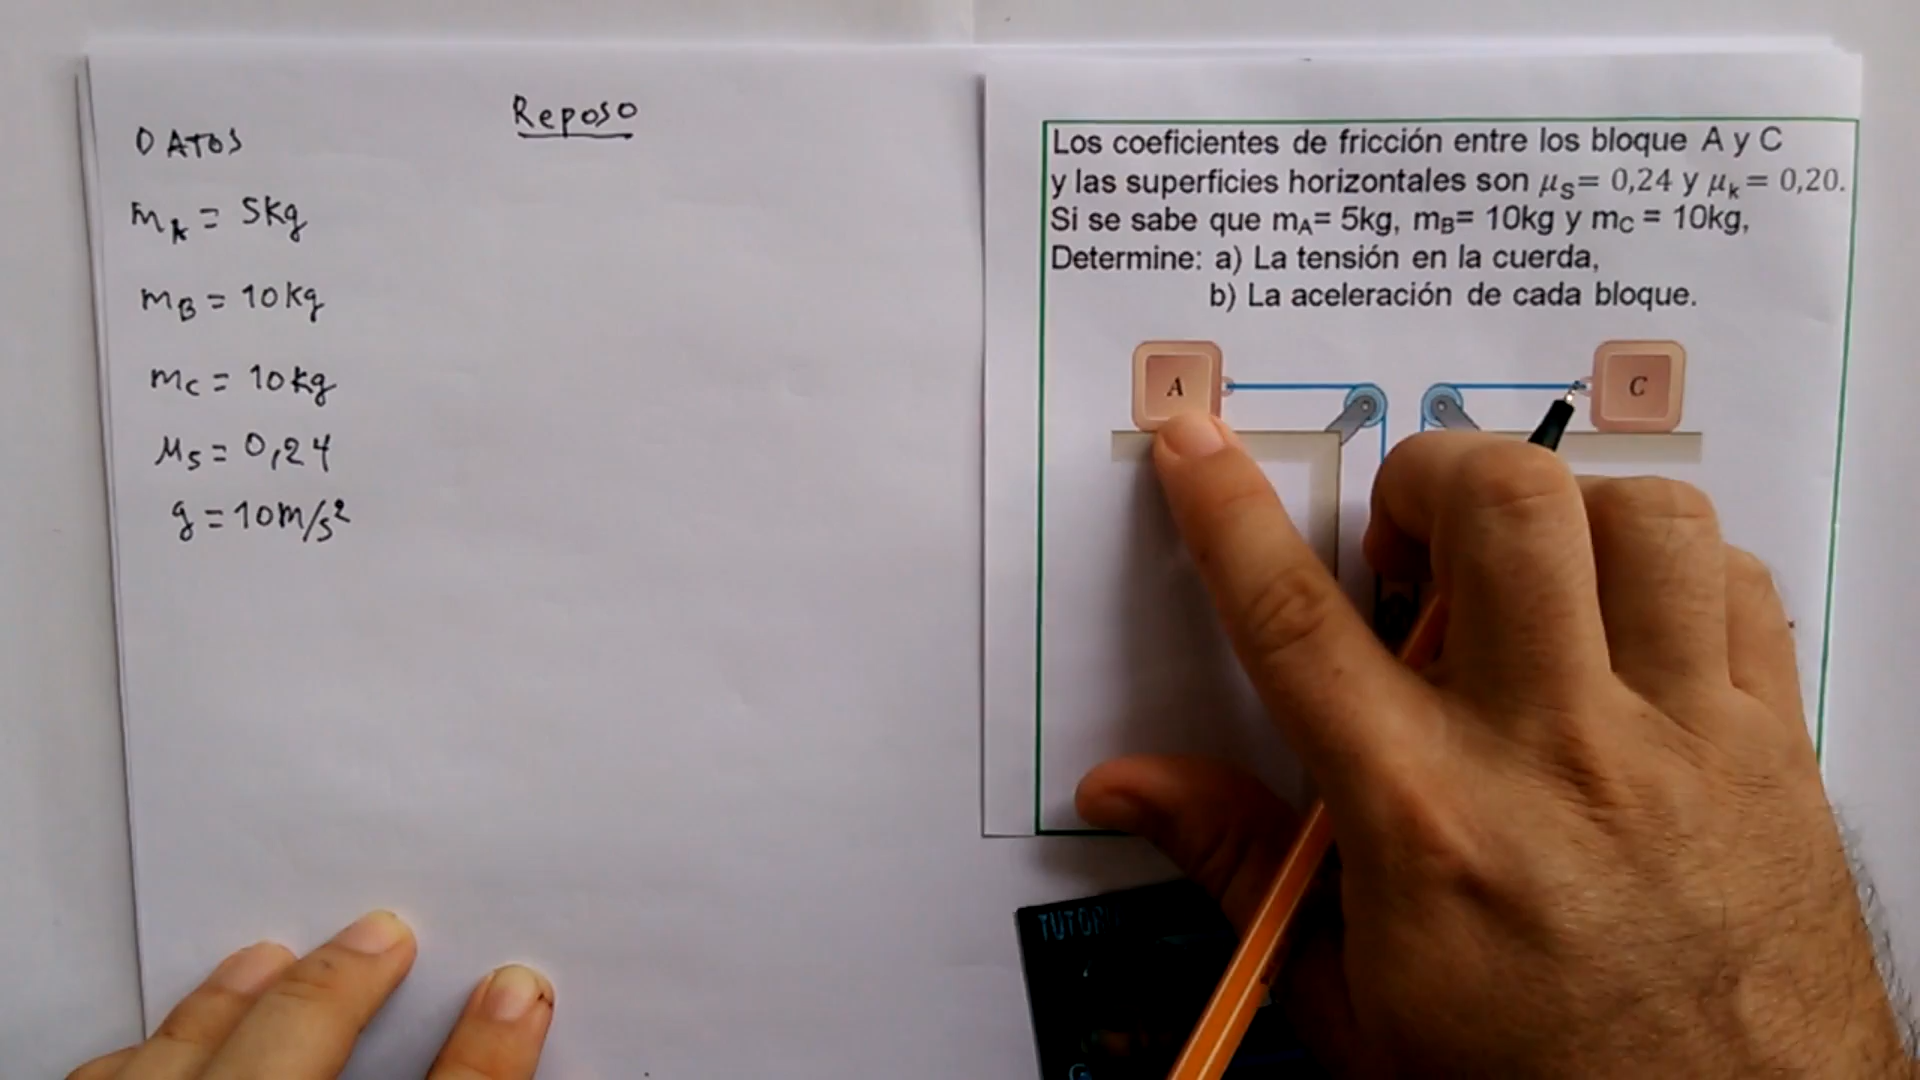 DATOS
mA = 5kg
mB = 10kg
mC = 10kg
μs = 0,24
g = 10m/s²
Reposo
Los coeficientes de fricción entre los bloque A y C
y las superficies horizontales son μs= 0,24 y μk= 0,20.
Si se sabe que mA= 5kg, mB= 10kg y mC = 10kg,
Determine: a) La tensión en la cuerda,
b) La aceleración de cada bloque.
A
C